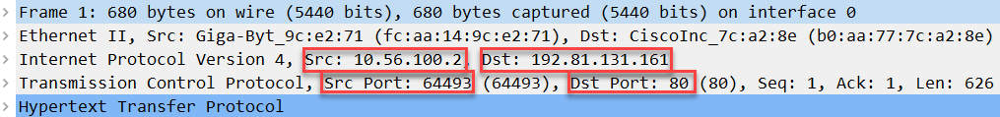 Frame 1: 680 bytes on wire (5440 bits), 680 bytes captured (5440 bits) on interface 0
Ethernet II, Src: Giga-Byt_9c:e2:71 (fc:aa:14:9c:e2:71), Dst: CiscoInc_7c:a2:8e (b0:aa:77:7c:a2:8e)
Internet Protocol Version 4, Src: 10.56.100.2, Dst: 192.81.131.161
Transmission Control Protocol, Src Port: 64493 (64493), Dst Port: 80 (80), Seq: 1, Ack: 1, Len: 626
Hypertext Transfer Protocol